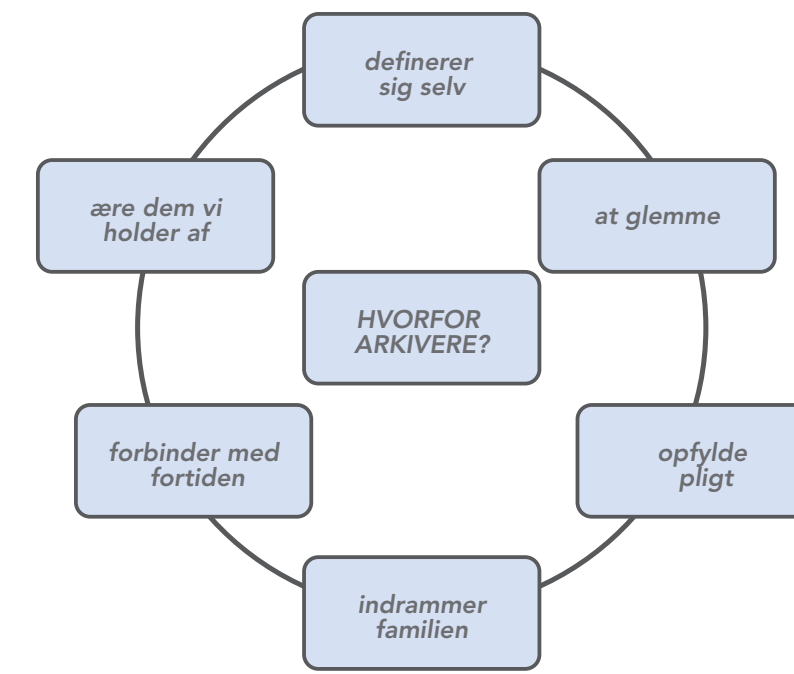 definerer
sig selv
at glemme
opfylde
pligt
indrammer
familien
forbinder med
fortiden
ære dem vi
holder af
HVORFOR
ARKIVERE?